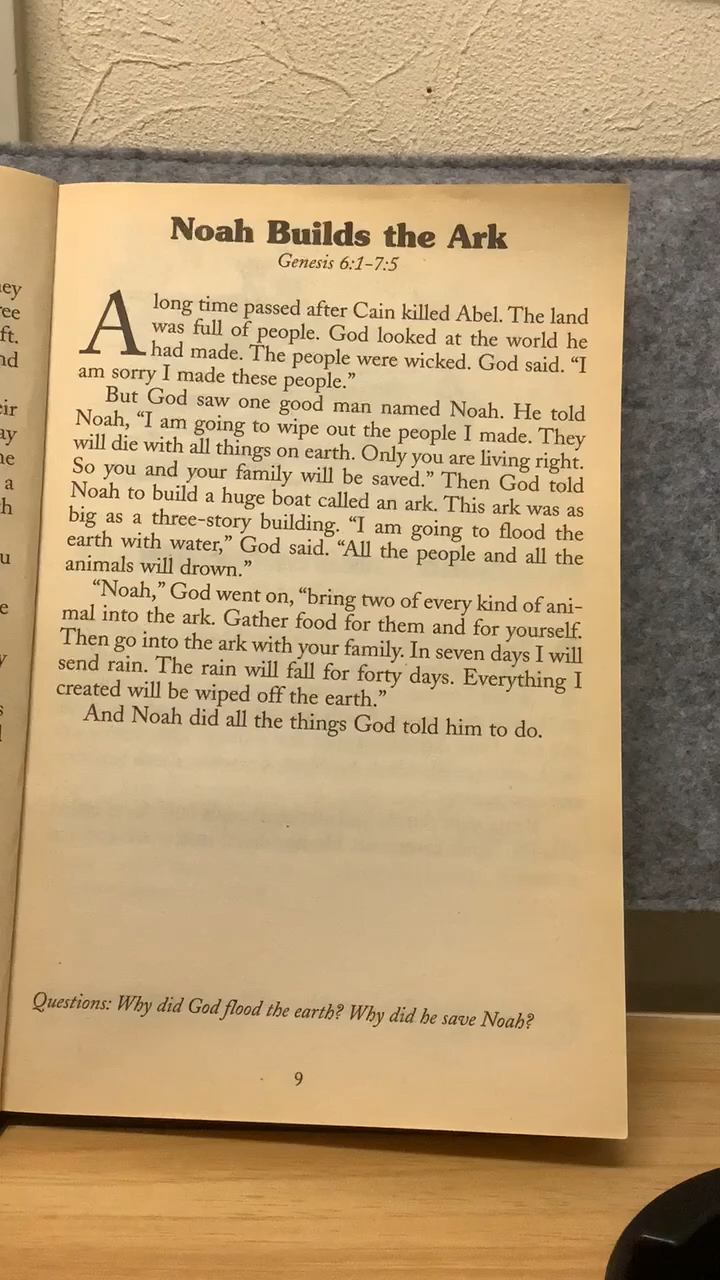 Noah Builds the Ark
Genesis 6:1–7:5
A long time passed after Cain killed Abel. The land
was full of people. God looked at the world he
had made. The people were wicked. God said. “I
am sorry I made these people.”
But God saw one good man named Noah. He told
Noah, “I am going to wipe out the people I made. They
will die with all things on earth. Only you are living right.
So you and your family will be saved.” Then God told
Noah to build a huge boat called an ark. This ark was as
big as a three-story building. “I am going to flood the
earth with water,” God said. “All the people and all the
animals will drown.”
“Noah,” God went on, “bring two of every kind of ani-
mal into the ark. Gather food for them and for yourself.
Then go into the ark with your family. In seven days I will
send rain. The rain will fall for forty days. Everything I
created will be wiped off the earth.”
And Noah did all the things God told him to do.
Questions: Why did God flood the earth? Why did he save Noah?
9